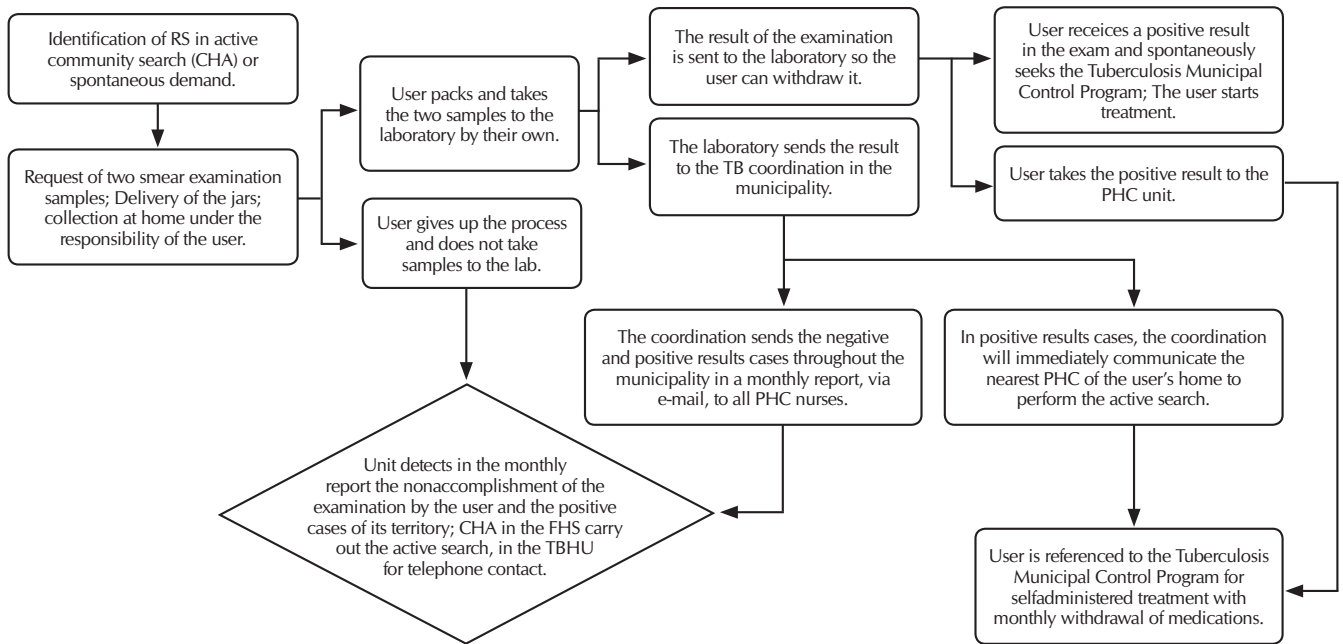 Identification of RS in active
community search (CHA) or
spontaneous demand.
Request of two smear examination
samples; Delivery of the jars;
collection at home under the
responsibility of the user.
User packs and takes
the two samples to the
laboratory by their own.
User gives up the process
and does not take
samples to the lab.
The result of the examination
is sent to the laboratory so the
user can withdraw it.
The laboratory sends the result
to the TB coordination in the
municipality.
User receices a positive result
in the exam and spontaneously
seeks the Tuberculosis Municipal
Control Program; The user starts
treatment.
User takes the positive result to the
PHC unit.
The coordination sends the negative
and positive results cases throughout the
municipality in a monthly report, via
e-mail, to all PHC nurses.
In positive results cases, the coordination
will immediately communicate the
nearest PHC of the user's home to
perform the active search.
Unit detects in the monthly
report the nonaccomplishment of the
examination by the user and the positive
cases of its territory; CHA in the FHS carry
out the active search, in the TBHU
for telephone contact.
User is referenced to the Tuberculosis
Municipal Control Program for
selfadministered treatment with
monthly withdrawal of medications.